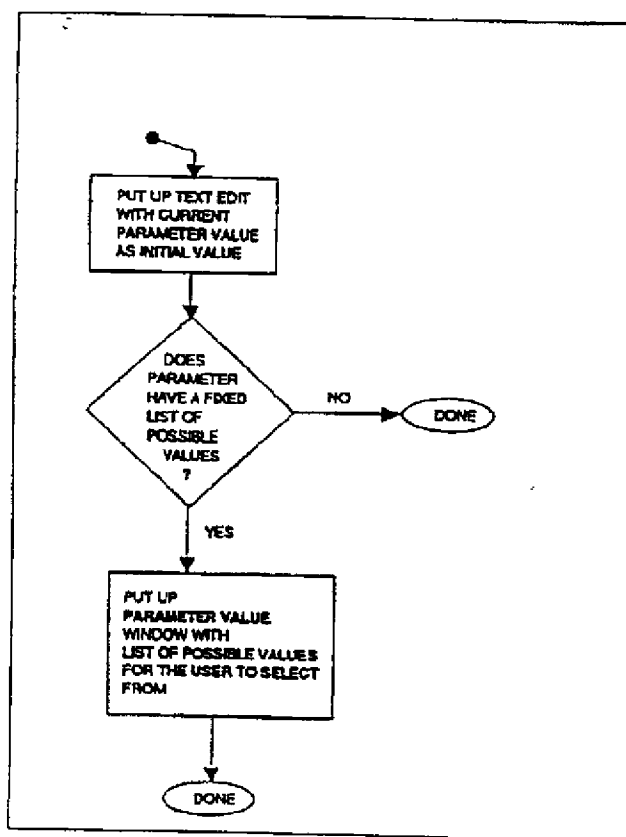 PUT UP TEXT EDIT
WITH CURRENT
PARAMETER VALUE
AS INITIAL VALUE
DOES
PARAMETER
HAVE A FIXED
LIST OF
POSSIBLE
VALUES
?
NO
DONE
YES
PUT UP
PARAMETER VALUE
WINDOW WITH
LIST OF POSSIBLE VALUES
FOR THE USER TO SELECT
FROM
DONE